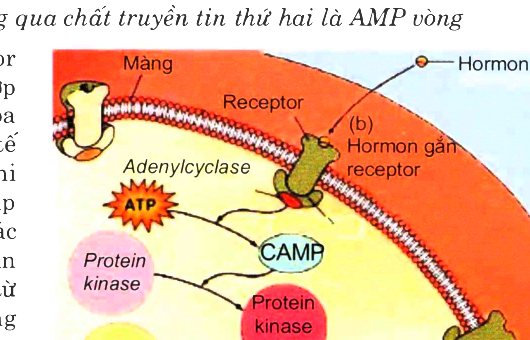 qua chất truyền tin thứ hai là AMP vòng
Màng
Hormon
Receptor
(b)
Hormon gắn
receptor
Adenylcyclase
ATP
CAMP
Protein
kinase
Protein
kinase